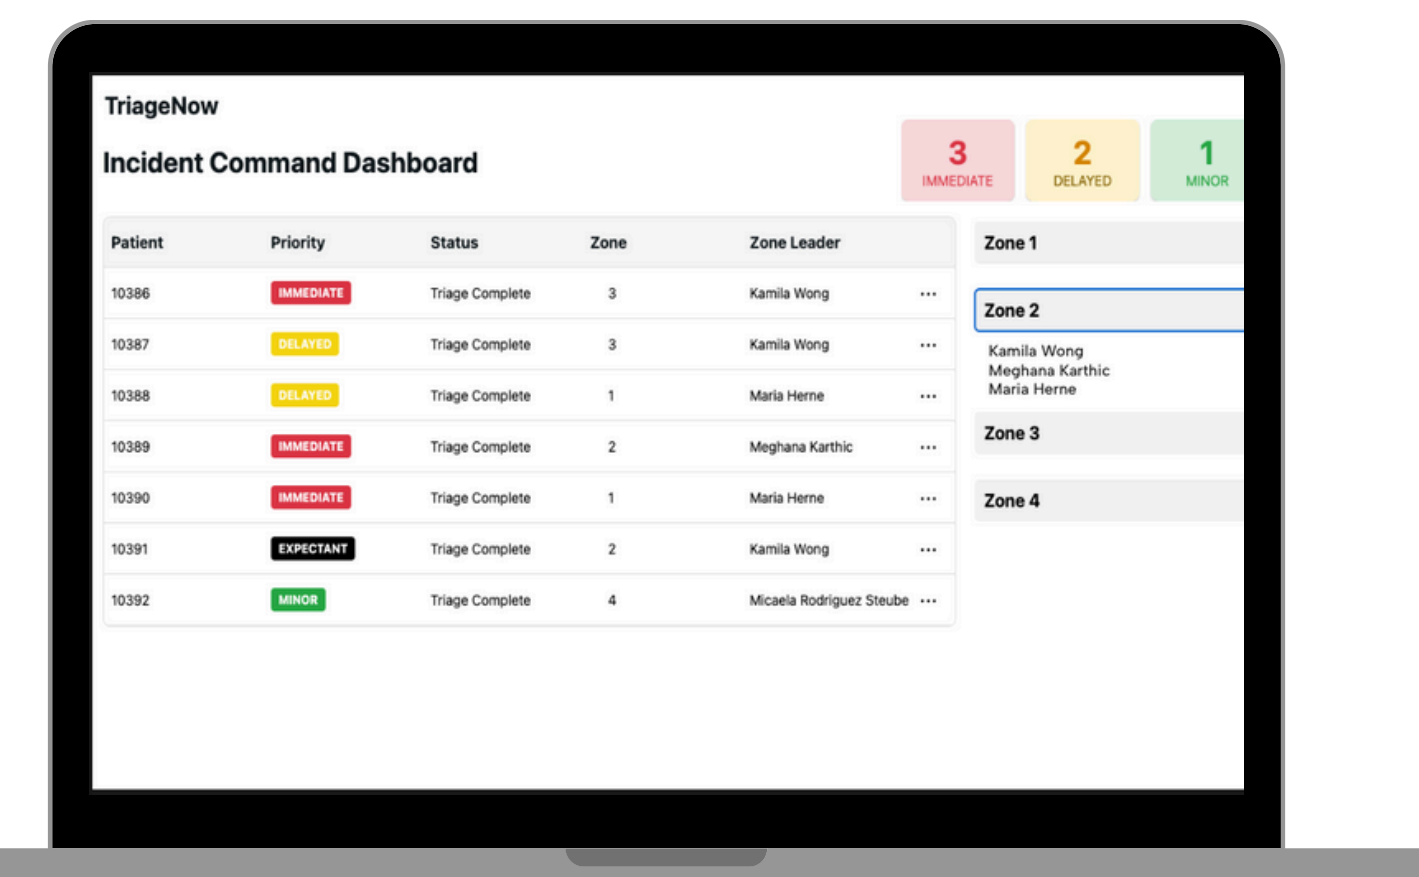 TriageNow
Incident Command Dashboard
3 IMMEDIATE
2 DELAYED
1 MINOR
Patient Priority Status Zone Zone Leader
10386 IMMEDIATE Triage Complete 3 Kamila Wong ...
10387 DELAYED Triage Complete 3 Kamila Wong ...
10388 DELAYED Triage Complete 1 Maria Herne ...
10389 IMMEDIATE Triage Complete 2 Meghana Karthic ...
10390 IMMEDIATE Triage Complete 1 Maria Herne ...
10391 EXPECTANT Triage Complete 2 Kamila Wong ...
10392 MINOR Triage Complete 4 Micaela Rodriguez Steube ...
Zone 1
Zone 2
Kamila Wong
Meghana Karthic
Maria Herne
Zone 3
Zone 4